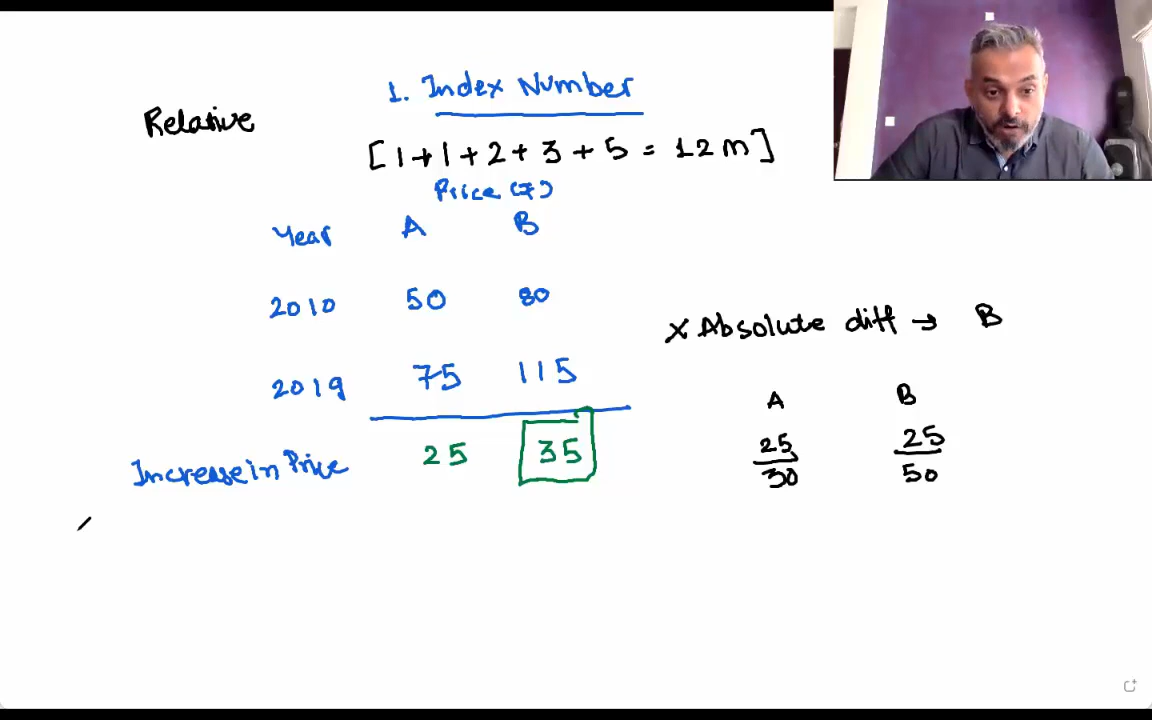 1. Index Number
Relative
[1+1+2+3+5 = 12m]
Price (₹)
Year A B
2010 50 80
2019 75 115
Increase in Price 25 35
X Absolute diff → B
A B
25/30 25/50